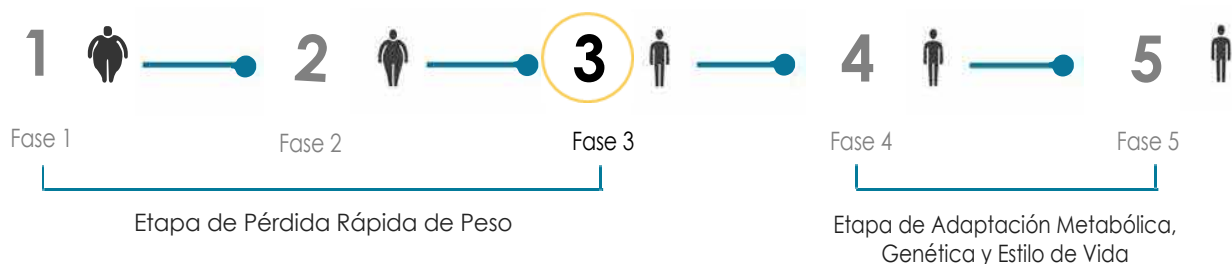 1 2 3 4 5
Fase 1 Fase 2 Fase 3 Fase 4 Fase 5
Etapa de Pérdida Rápida de Peso
Etapa de Adaptación Metabólica,
Genética y Estilo de Vida